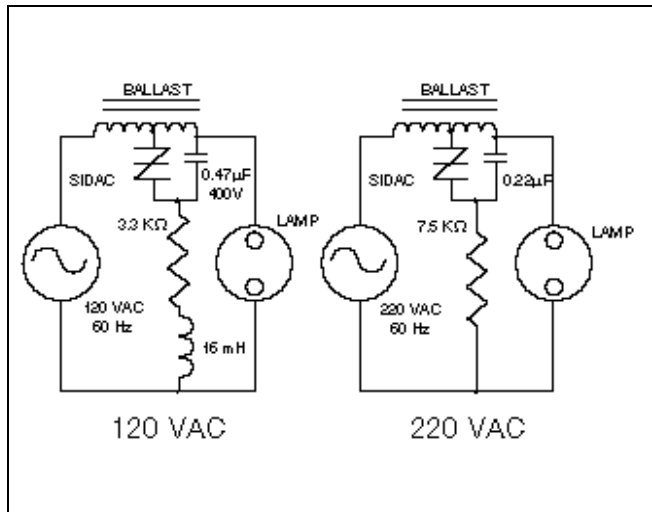 BALLAST
SIDAC
0.47µF
400V
3.3 KΩ
LAMP
120 VAC
60 Hz
16 mH
120 VAC
BALLAST
SIDAC
0.22µF
7.5 KΩ
LAMP
220 VAC
60 Hz
220 VAC